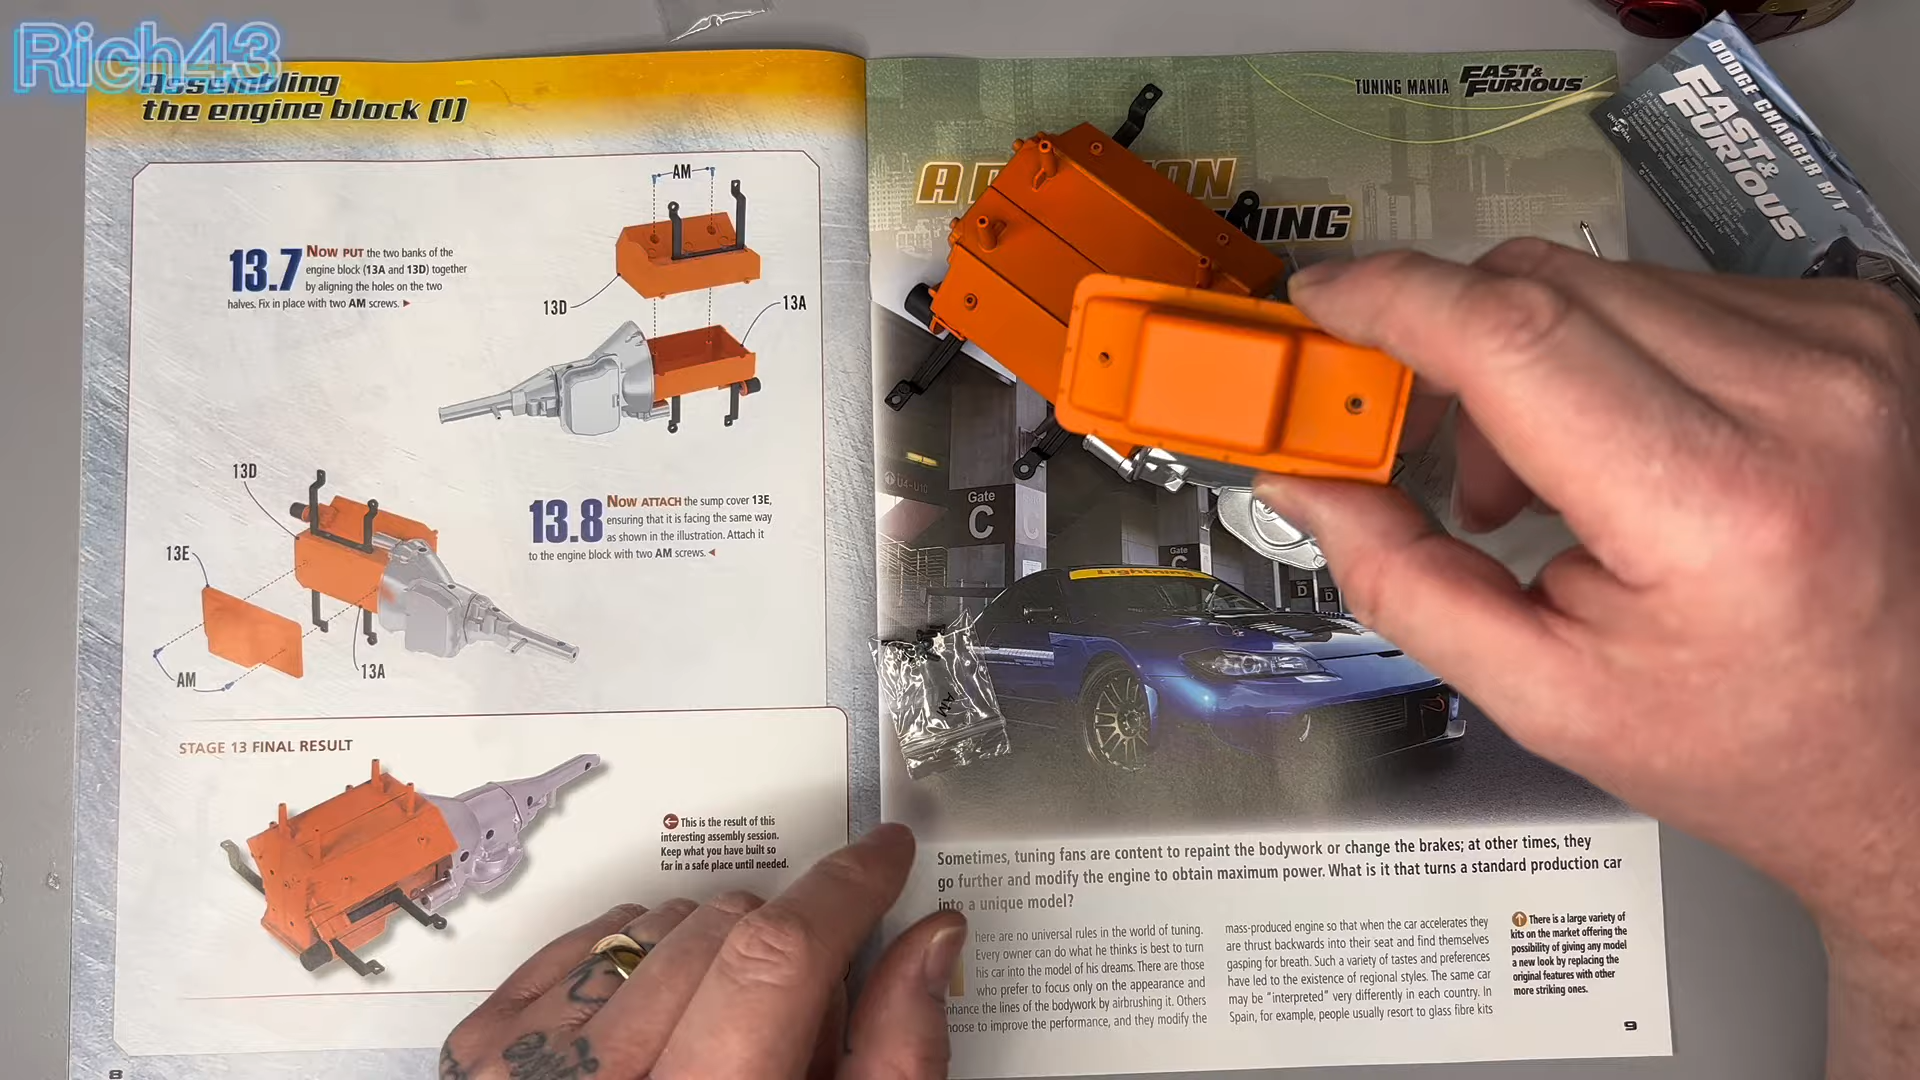 Rich43
Assembling
the engine block (1)
AM
13.7 NOW PUT the two banks of the
engine block (13A and 13D) together
by aligning the holes on the two
halves. Fix in place with two AM screws.
13D
13A
13D
13E
13.8 NOW ATTACH the sump cover 13E,
ensuring that it is facing the same way
as shown in the illustration. Attach it
to the engine block with two AM screws.
AM
13A
STAGE 13 FINAL RESULT
This is the result of this
interesting assembly session.
Keep what you have built so
far in a safe place until needed.
8
TUNING MANIA FAST & FURIOUS
A
ON
NING
Gate
C
Gate
C
D
D
Lightning
AM
Sometimes, tuning fans are content to repaint the bodywork or change the brakes; at other times, they
go further and modify the engine to obtain maximum power. What is it that turns a standard production car
into a unique model?
here are no universal rules in the world of tuning.
Every owner can do what he thinks is best to turn
his car into the model of his dreams. There are those
who prefer to focus only on the appearance and
nhance the lines of the bodywork by airbrushing it. Others
hoose to improve the performance, and they modify the
mass-produced engine so that when the car accelerates they
are thrust backwards into their seat and find themselves
gasping for breath. Such a variety of tastes and preferences
have led to the existence of regional styles. The same car
may be "interpreted" very differently in each country. In
Spain, for example, people usually resort to glass fibre kits
There is a large variety of
kits on the market offering the
possibility of giving any model
a new look by replacing the
original features with other
more striking ones.
9
DODGE CHARGER R/T
FAST &
FURIOUS
UNIVERSAL